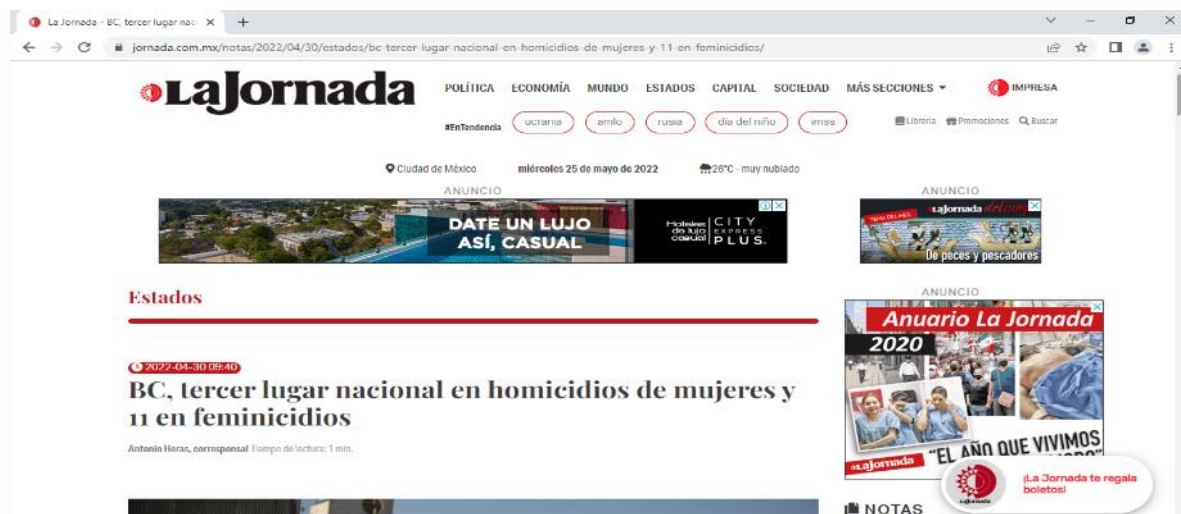 La Jornada - BC, tercer lugar nac
jornada.com.mx/notas/2022/04/30/estados/bc-tercer-lugar-nacional-en-homicidios-de-mujeres-y-11-en-feminicidios/
LaJornada
POLÍTICA ECONOMÍA MUNDO ESTADOS CAPITAL SOCIEDAD MÁS SECCIONES IMPRESA
#EnTendencia ucrania amlo rusia dia del niño imss Librería Promociones Buscar
Ciudad de México miércoles 25 de mayo de 2022 26°C - muy nublado
ANUNCIO
DATE UN LUJO
ASÍ, CASUAL
Hoteles
de lujo
casual
CITY
EXPRESS
PLUS.
ANUNCIO
TEMA DEL MES
LaJornada
De peces y pescadores
Estados
2022-04-30 09:40
BC, tercer lugar nacional en homicidios de mujeres y
11 en feminicidios
Antonio Heras, corresponsal Tiempo de lectura: 1 min.
ANUNCIO
Anuario La Jornada
2020
LaJornada
"EL AÑO QUE VIVIMOS
¡La Jornada te regala
boletos!
LaJornada
NOTAS